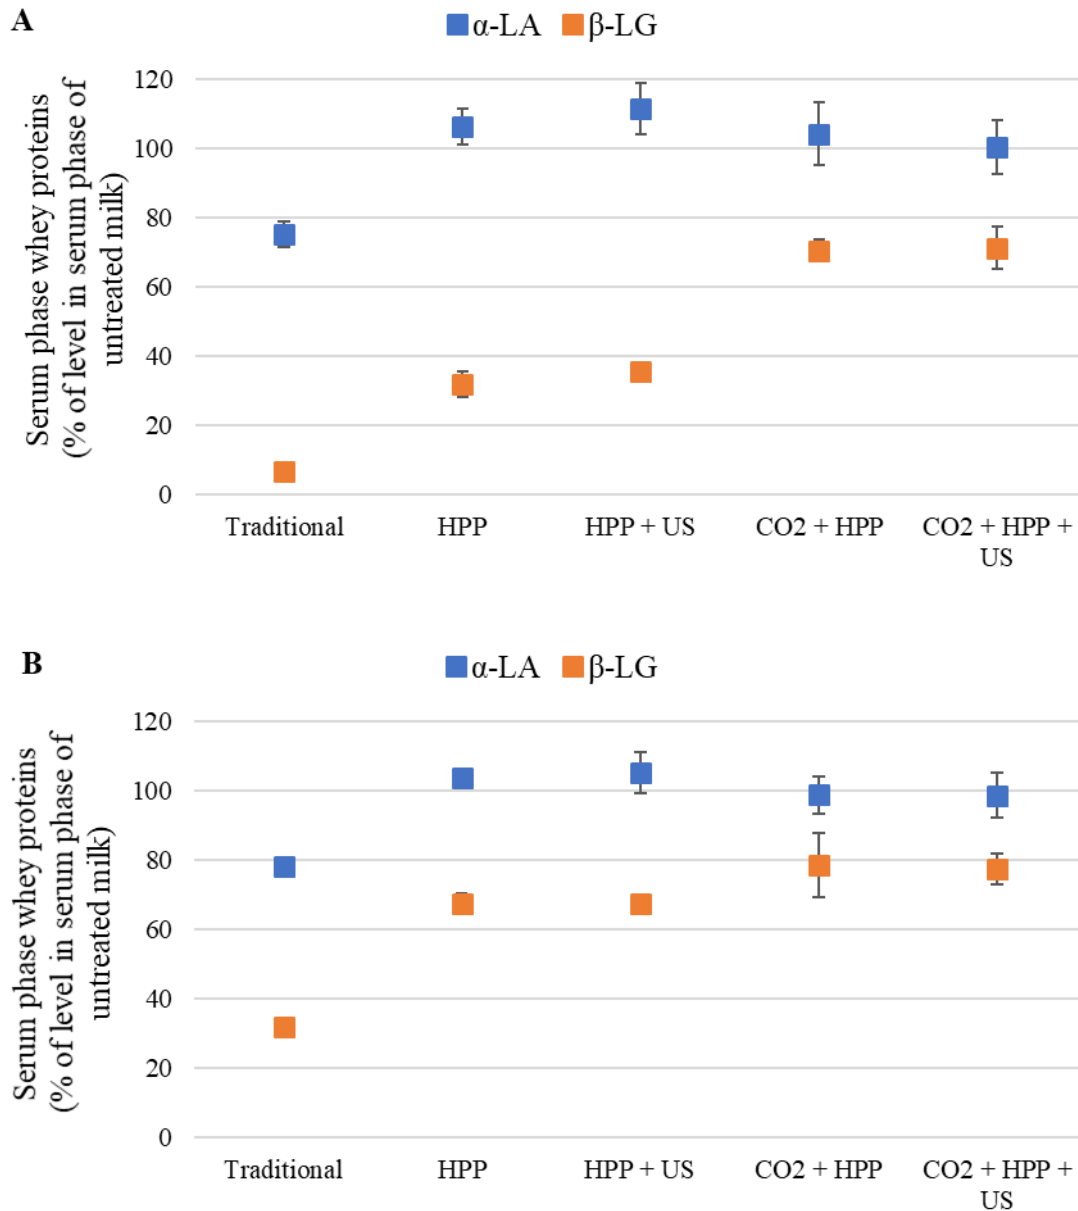 A
α-LA β-LG
Serum phase whey proteins
(% of level in serum phase of
untreated milk)
120
100
80
60
40
20
0
Traditional HPP HPP + US CO2 + HPP CO2 + HPP +
US
B
α-LA β-LG
Serum phase whey proteins
(% of level in serum phase of
untreated milk)
120
100
80
60
40
20
0
Traditional HPP HPP + US CO2 + HPP CO2 + HPP +
US